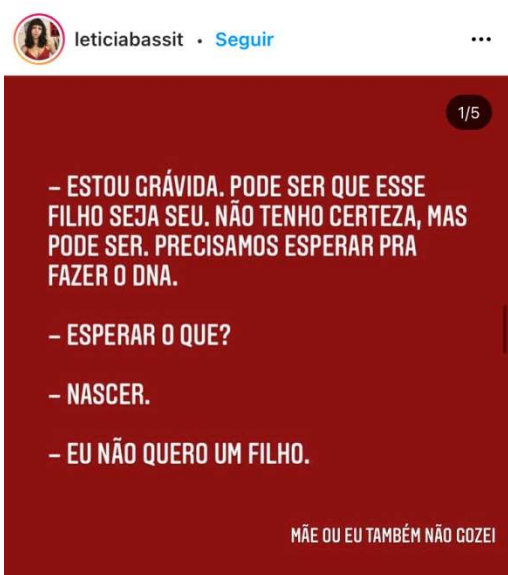 leticiabassit • Seguir
1/5
– ESTOU GRÁVIDA. PODE SER QUE ESSE
FILHO SEJA SEU. NÃO TENHO CERTEZA, MAS
PODE SER. PRECISAMOS ESPERAR PRA
FAZER O DNA.
– ESPERAR O QUE?
– NASCER.
– EU NÃO QUERO UM FILHO.
MÃE OU EU TAMBÉM NÃO GOZEI